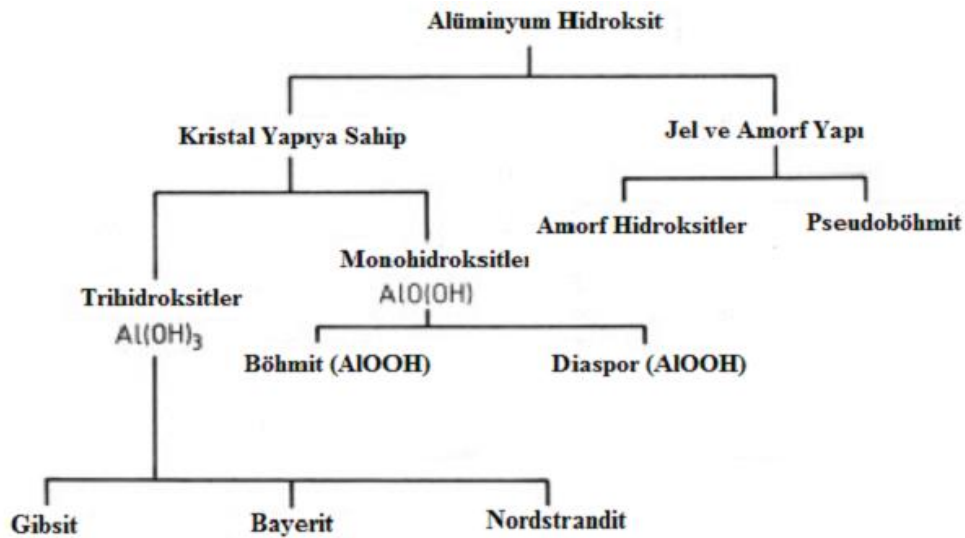 Alüminyum Hidroksit
Kristal Yapıya Sahip
Jel ve Amorf Yapı
Amorf Hidroksitler
Pseudoböhmit
Monohidroksitler
AlO(OH)
Trihidroksitler
Al(OH)₃
Böhmit (AlOOH)
Diaspor (AlOOH)
Gibsit
Bayerit
Nordstrandit